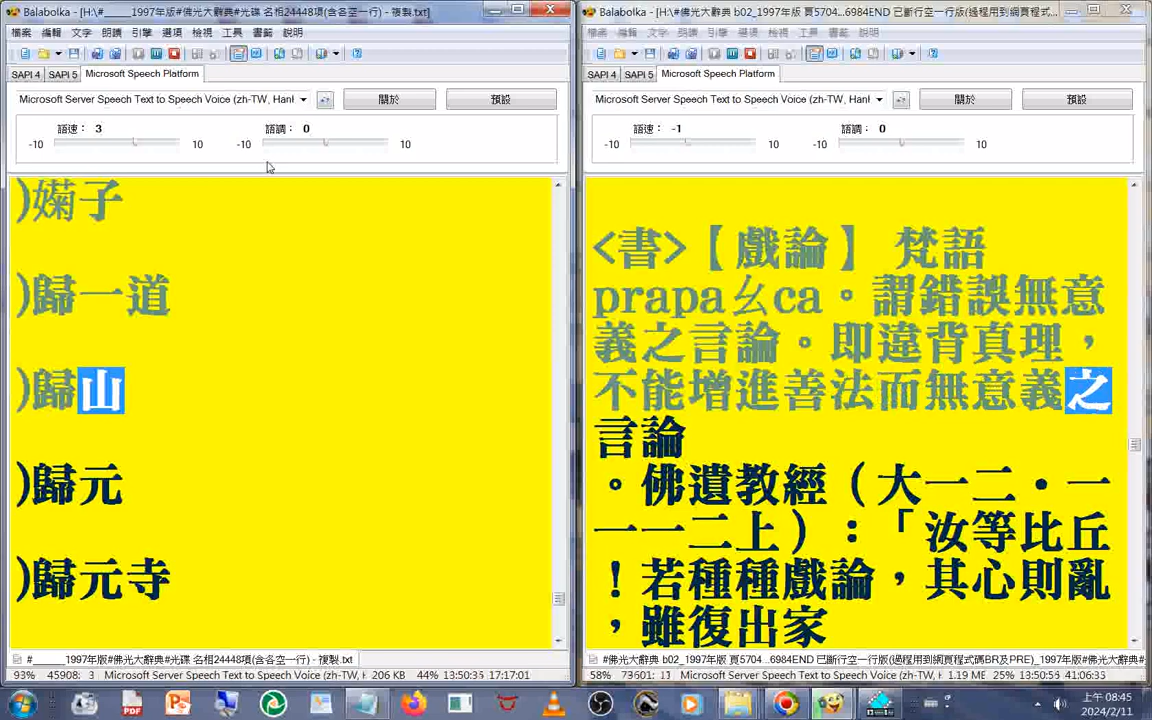 Balabolka - [H:\#_____1997年版#佛光大辭典#光碟 名相24448項(含各空一行) - 複製.txt]
檔案 編輯 文字 朗讀 引擎 選項 檢視 工具 書籤 說明
SAPI 4 SAPI 5 Microsoft Speech Platform
Microsoft Server Speech Text to Speech Voice (zh-TW, Hanl
關於 預設
語速： 3 語調： 0
-10 10 -10 10
)嫺子
)歸一道
)歸山
)歸元
)歸元寺
#_____1997年版#佛光大辭典#光碟 名相24448項(含各空一行) - 複製.txt
93% 45908: 3 Microsoft Server Speech Text to Speech Voice (zh-TW, H 206 KB 44% 13:50:35 17:17:01
Balabolka - [H:\#佛光大辭典 b02_1997年版 頁5704...6984END 已斷行空一行版(過程用到網頁程式...
檔案 編輯 文字 朗讀 引擎 選項 檢視 工具 書籤 說明
SAPI 4 SAPI 5 Microsoft Speech Platform
Microsoft Server Speech Text to Speech Voice (zh-TW, Hanl
關於 預設
語速： -1 語調： 0
-10 10 -10 10
<書>【戲論】 梵語
prapa幺ca。謂錯誤無意
義之言論。即違背真理，
不能增進善法而無意義之
言論
。佛遺教經（大一二•一
一一二上）：「汝等比丘
！若種種戲論，其心則亂
，雖復出家
#佛光大辭典 b02_1997年版 頁5704...6984END 已斷行空一行版(過程用到網頁程式碼BR及PRE)_1997年版#佛光大辭典#
58% 73601: 3 Microsoft Server Speech Text to Speech Voice (zh-TW, H 1.19 ME 25% 13:50:56 41:06:33
上午 08:45
2024/2/11